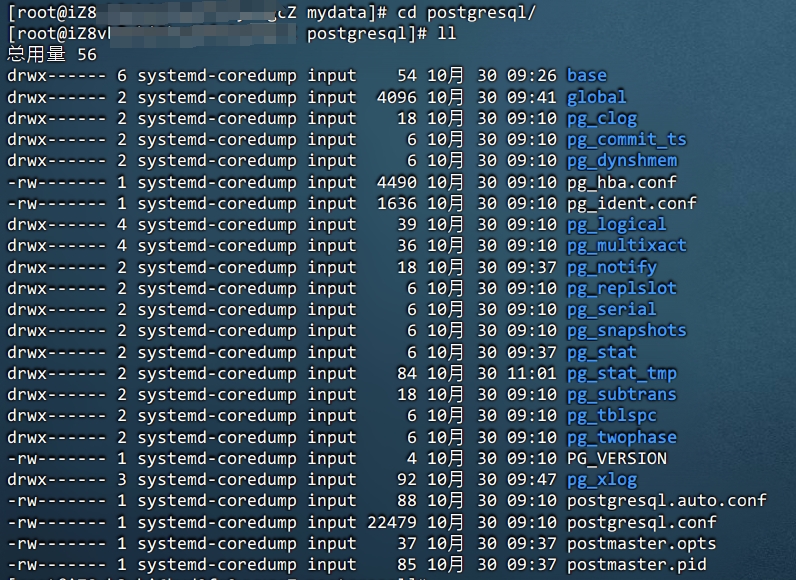 [root@iZ8 gcZ mydata]# cd postgresql/
[root@iZ8v postgresql]# ll
总用量 56
drwx------ 6 systemd-coredump input    54 10月  30 09:26 base
drwx------ 2 systemd-coredump input  4096 10月  30 09:41 global
drwx------ 2 systemd-coredump input    18 10月  30 09:10 pg_clog
drwx------ 2 systemd-coredump input     6 10月  30 09:10 pg_commit_ts
drwx------ 2 systemd-coredump input     6 10月  30 09:10 pg_dynshmem
-rw------- 1 systemd-coredump input  4490 10月  30 09:10 pg_hba.conf
-rw------- 1 systemd-coredump input  1636 10月  30 09:10 pg_ident.conf
drwx------ 4 systemd-coredump input    39 10月  30 09:10 pg_logical
drwx------ 4 systemd-coredump input    36 10月  30 09:10 pg_multixact
drwx------ 2 systemd-coredump input    18 10月  30 09:37 pg_notify
drwx------ 2 systemd-coredump input     6 10月  30 09:10 pg_replslot
drwx------ 2 systemd-coredump input     6 10月  30 09:10 pg_serial
drwx------ 2 systemd-coredump input     6 10月  30 09:10 pg_snapshots
drwx------ 2 systemd-coredump input     6 10月  30 09:37 pg_stat
drwx------ 2 systemd-coredump input    84 10月  30 11:01 pg_stat_tmp
drwx------ 2 systemd-coredump input    18 10月  30 09:10 pg_subtrans
drwx------ 2 systemd-coredump input     6 10月  30 09:10 pg_tblspc
drwx------ 2 systemd-coredump input     6 10月  30 09:10 pg_twophase
-rw------- 1 systemd-coredump input     4 10月  30 09:10 PG_VERSION
drwx------ 3 systemd-coredump input    92 10月  30 09:47 pg_xlog
-rw------- 1 systemd-coredump input    88 10月  30 09:10 postgresql.auto.conf
-rw------- 1 systemd-coredump input 22479 10月  30 09:10 postgresql.conf
-rw------- 1 systemd-coredump input    37 10月  30 09:37 postmaster.opts
-rw------- 1 systemd-coredump input    85 10月  30 09:37 postmaster.pid